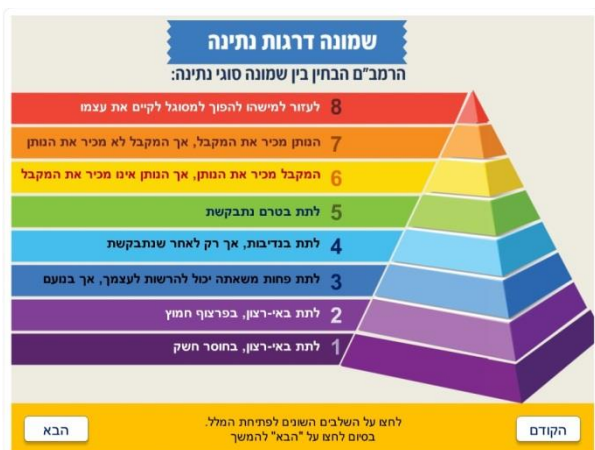 שמונה דרגות נתינה
הרמב"ם הבחין בין שמונה סוגי נתינה:
8 לעזור למישהו להפוך למסוגל לקיים את עצמו
7 הנותן מכיר את המקבל, אך המקבל לא מכיר את הנותן
6 המקבל מכיר את הנותן, אך הנותן אינו מכיר את המקבל
5 לתת בטרם נתבקשת
4 לתת בנדיבות, אך רק לאחר שנתבקשת
3 לתת פחות משאתה יכול להרשות לעצמך, אך בנועם
2 לתת באי-רצון, בפרצוף חמוץ
1 לתת באי-רצון, בחוסר חשק
הקודם
לחצו על השלבים השונים לפתיחת המלל.
בסיום לחצו על "הבא" להמשך
הבא